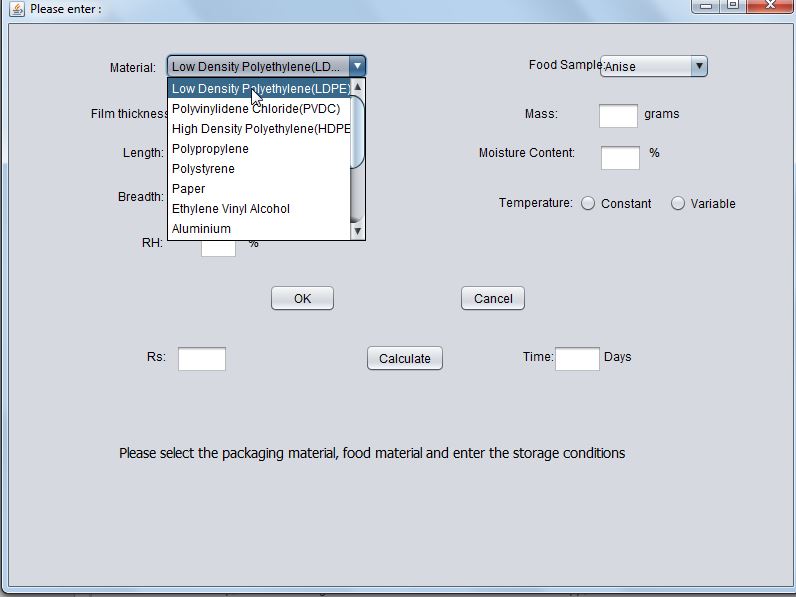 Please enter :
Material: Low Density Polyethylene(LD...
Food Sample: Anise
Low Density Polyethylene(LDPE)
Polyvinylidene Chloride(PVDC)
High Density Polyethylene(HDPE
Polypropylene
Polystyrene
Paper
Ethylene Vinyl Alcohol
Aluminium
Film thickness
Length:
Breadth:
RH: %
Mass: grams
Moisture Content: %
Temperature: Constant Variable
OK Cancel
Rs: Calculate Time: Days
Please select the packaging material, food material and enter the storage conditions